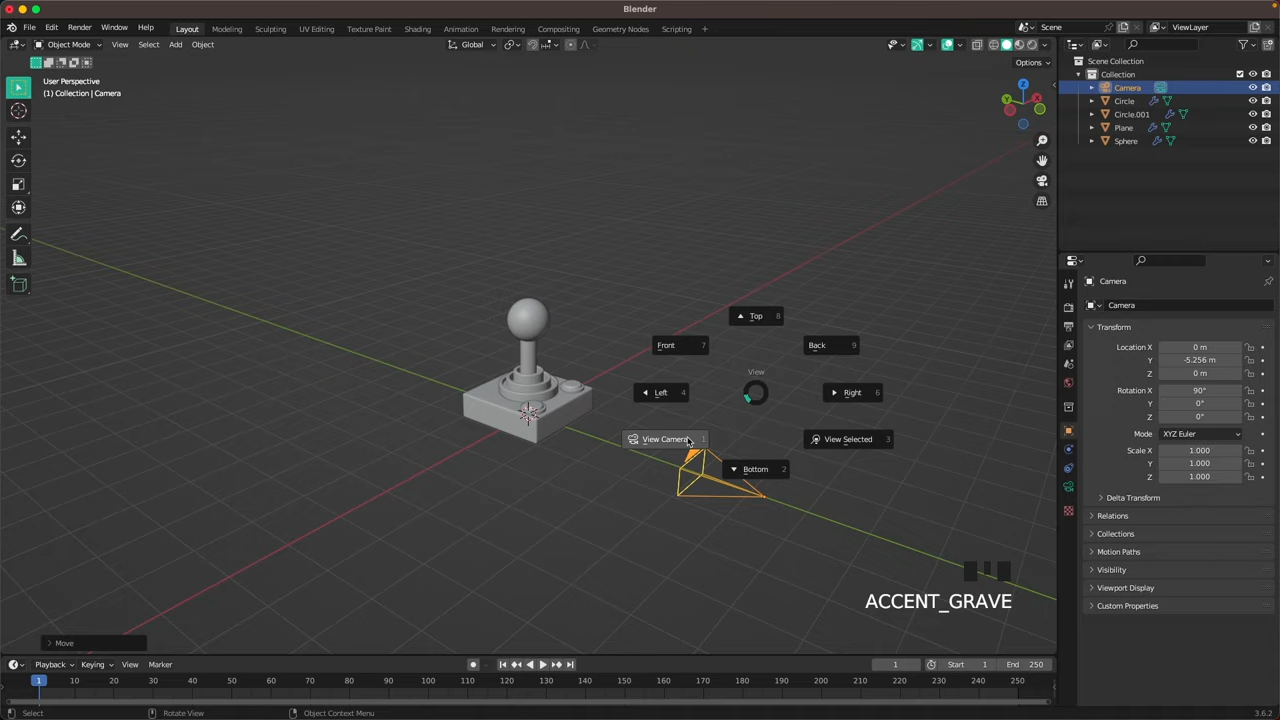 Blender
File Edit Render Window Help Layout Modeling Sculpting UV Editing Texture Paint Shading Animation Rendering Compositing Geometry Nodes Scripting + Scene ViewLayer
Object Mode View Select Add Object Global
Options
User Perspective
(1) Collection | Camera
Z
Y
X
Scene Collection
Collection
Camera
Circle
Circle.001
Plane
Sphere
Top 8
Front 7
Back 9
View
Left 4
Right 6
View Camera 1
View Selected 3
Bottom 2
ACCENT_GRAVE
Move
Camera
Camera
Transform
Location X 0 m
Y -5.256 m
Z 0 m
Rotation X 90°
Y 0°
Z 0°
Mode XYZ Euler
Scale X 1.000
Y 1.000
Z 1.000
Delta Transform
Relations
Collections
Motion Paths
Visibility
Viewport Display
Custom Properties
Playback Keying View Marker 1 Start 1 End 250
1 10 20 30 40 50 60 70 80 90 100 110 120 130 140 150 160 170 180 190 200 210 220 230 240 250
Select Rotate View Object Context Menu 3.6.2